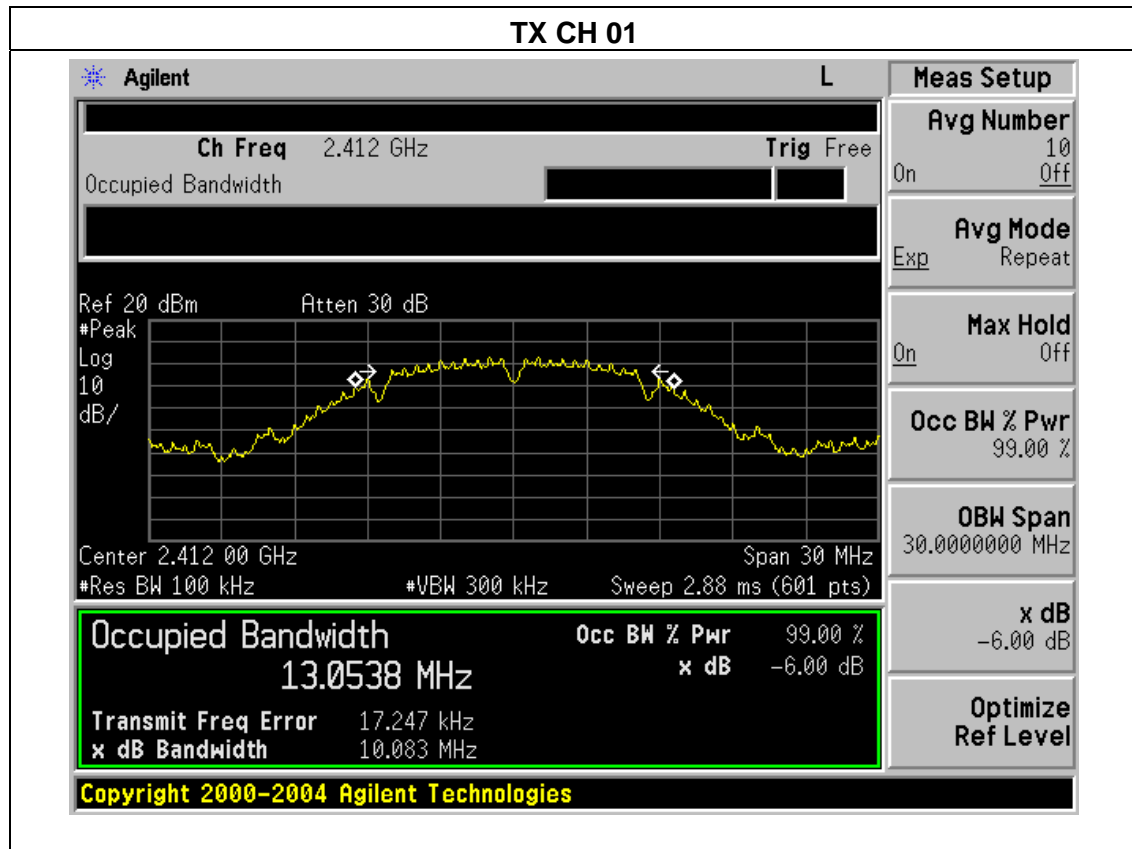 TX CH 01
Agilent L Meas Setup
Ch Freq 2.412 GHz Trig Free
Occupied Bandwidth
Ref 20 dBm Atten 30 dB
#Peak
Log
10
dB/
Center 2.412 00 GHz Span 30 MHz
#Res BW 100 kHz #VBW 300 kHz Sweep 2.88 ms (601 pts)
Occupied Bandwidth
13.0538 MHz
Occ BW % Pwr 99.00 %
x dB -6.00 dB
Transmit Freq Error 17.247 kHz
x dB Bandwidth 10.083 MHz
Copyright 2000-2004 Agilent Technologies
Avg Number
10
On Off
Avg Mode
Exp Repeat
Max Hold
On Off
Occ BW % Pwr
99.00 %
OBW Span
30.0000000 MHz
x dB
-6.00 dB
Optimize
Ref Level